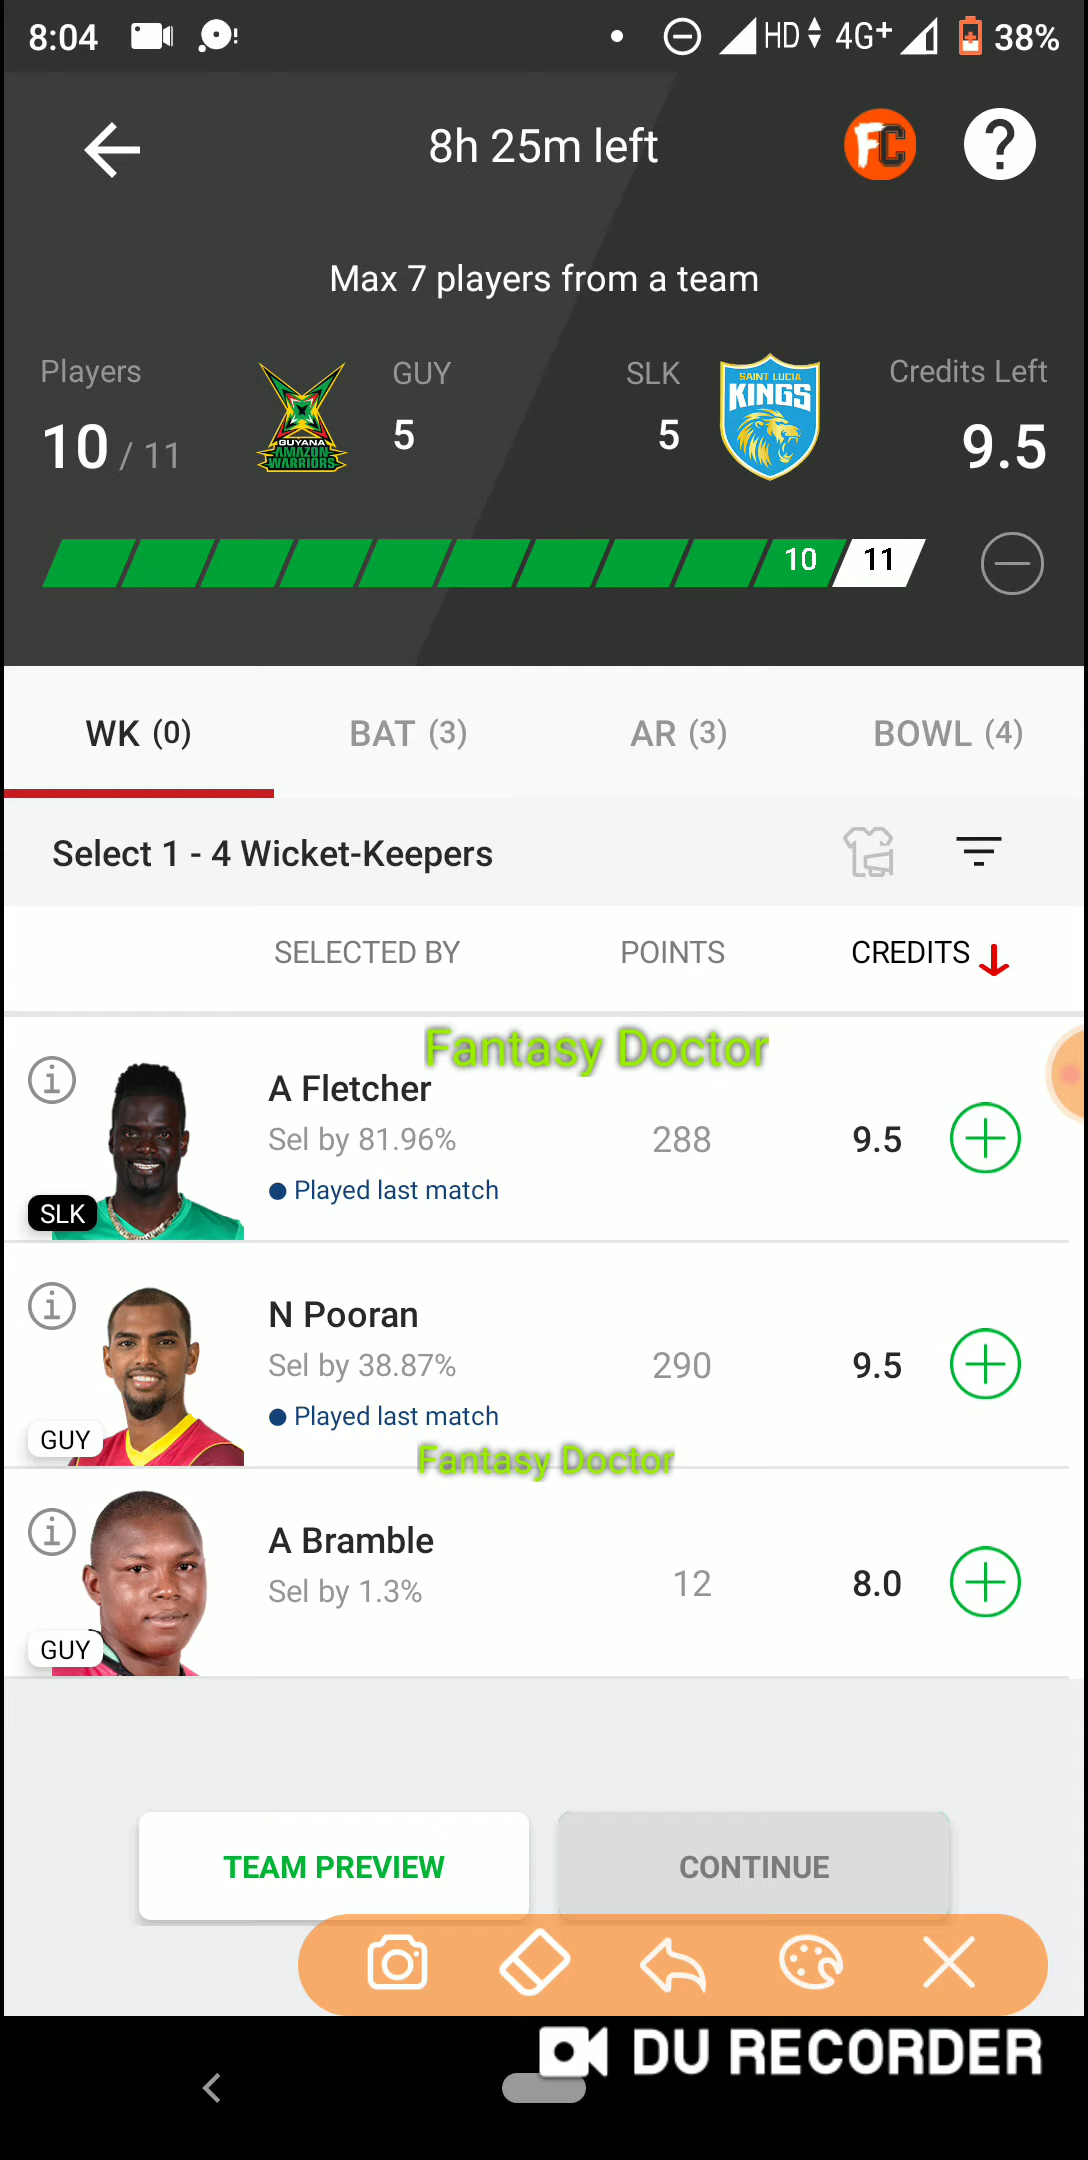 8:04 HD 4G+ 38%
8h 25m left FC ?
Max 7 players from a team
Players GUY SLK Credits Left
10 / 11 5 5 9.5
GUYANA
AMAZON
WARRIORS
SAINT LUCIA
KINGS
10 11
WK (0) BAT (3) AR (3) BOWL (4)
Select 1 - 4 Wicket-Keepers
SELECTED BY POINTS CREDITS
Fantasy Doctor
A Fletcher
Sel by 81.96% 288 9.5
Played last match
SLK
N Pooran
Sel by 38.87% 290 9.5
Played last match
GUY
Fantasy Doctor
A Bramble
Sel by 1.3% 12 8.0
GUY
TEAM PREVIEW CONTINUE
DU RECORDER